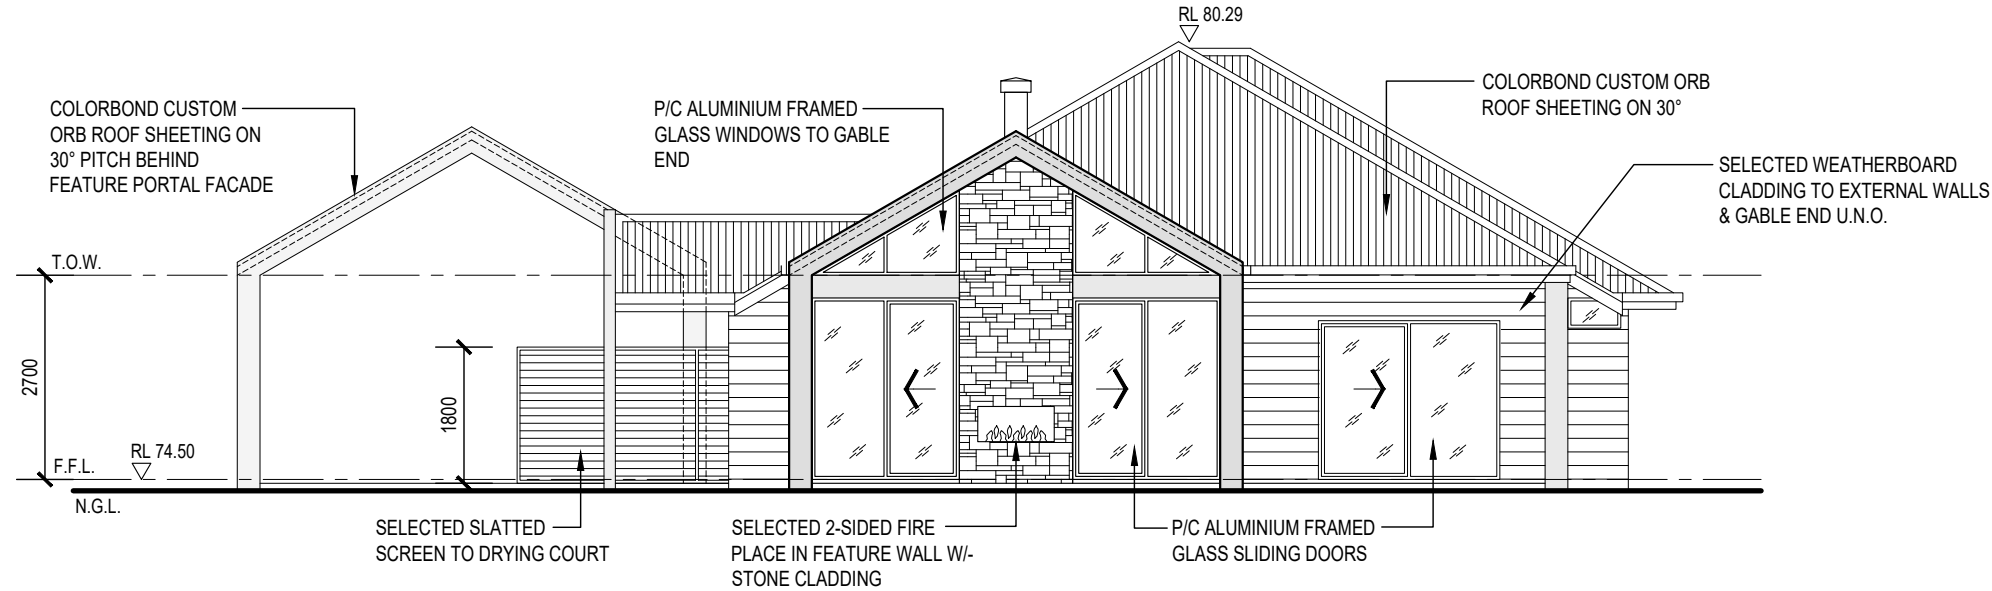 RL 80.29
COLORBOND CUSTOM
ORB ROOF SHEETING ON
30° PITCH BEHIND
FEATURE PORTAL FACADE
P/C ALUMINIUM FRAMED
GLASS WINDOWS TO GABLE
END
COLORBOND CUSTOM ORB
ROOF SHEETING ON 30°
SELECTED WEATHERBOARD
CLADDING TO EXTERNAL WALLS
& GABLE END U.N.O.
T.O.W.
2700
1800
RL 74.50
F.F.L.
N.G.L.
SELECTED SLATTED
SCREEN TO DRYING COURT
SELECTED 2-SIDED FIRE
PLACE IN FEATURE WALL W/-
STONE CLADDING
P/C ALUMINIUM FRAMED
GLASS SLIDING DOORS